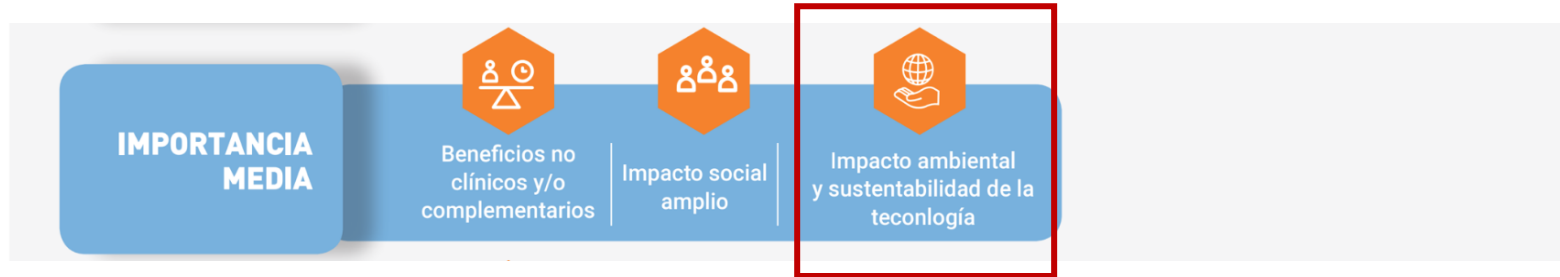 IMPORTANCIA
MEDIA
Beneficios no
clínicos y/o
complementarios
Impacto social
amplio
Impacto ambiental
y sustentabilidad de la
teconlogía